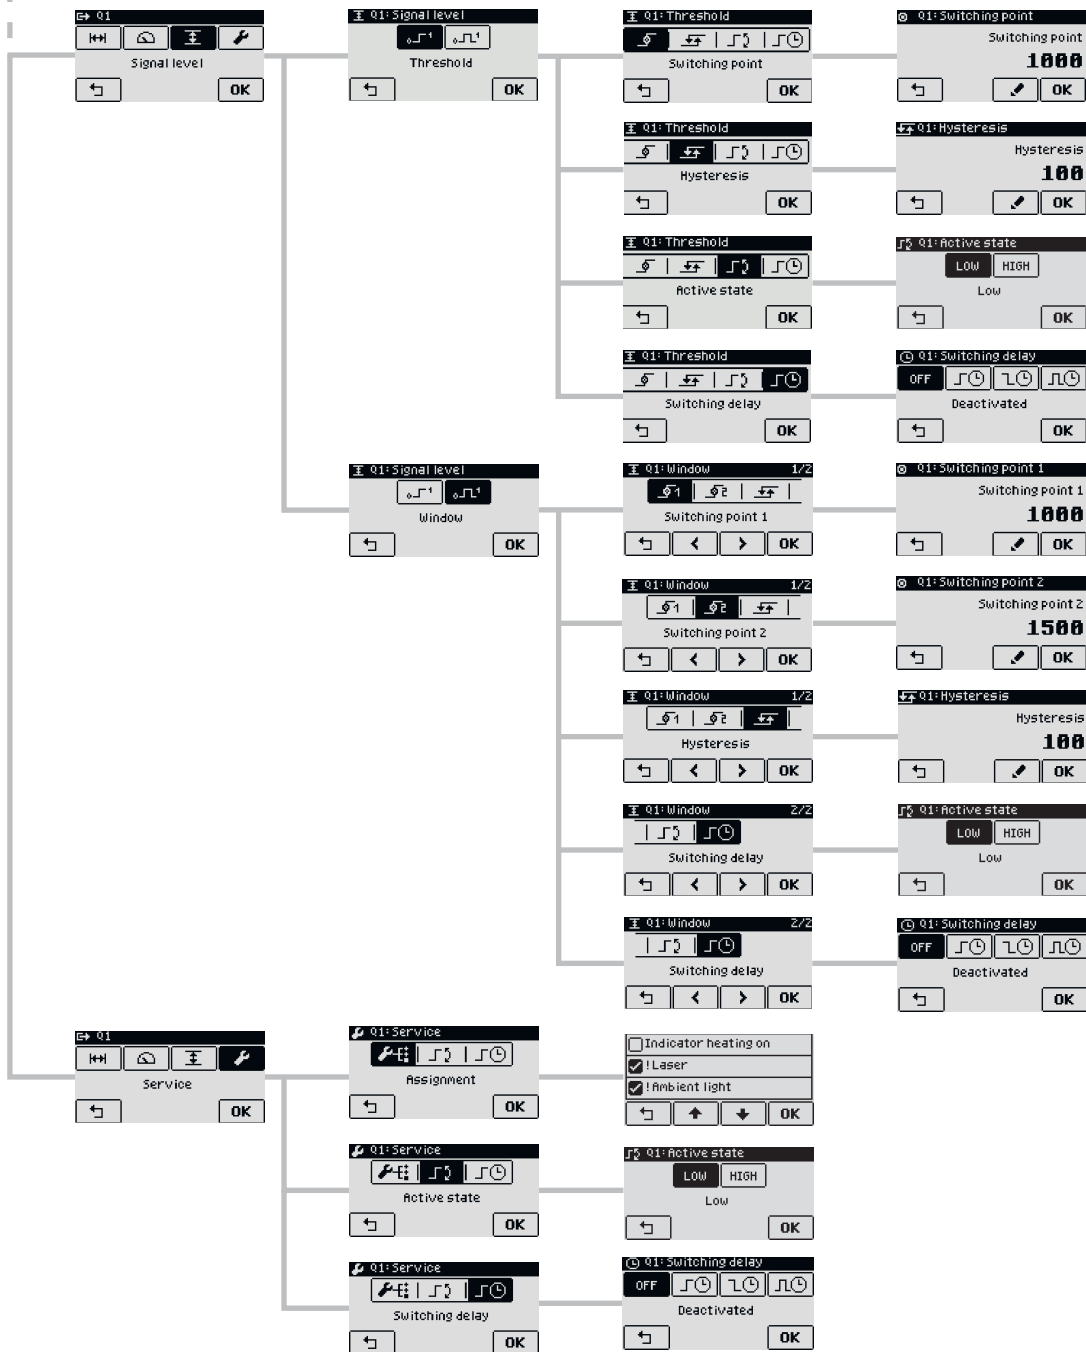 Q1
Signal level
OK
Q1: Signal level
Threshold
OK
Q1: Threshold
Switching point
OK
Q1: Switching point
Switching point
1000
OK
Q1: Threshold
Hysteresis
OK
Q1: Hysteresis
Hysteresis
100
OK
Q1: Threshold
Active state
OK
Q1: Active state
LOW HIGH
Low
OK
Q1: Threshold
Switching delay
OK
Q1: Switching delay
OFF
Deactivated
OK
Q1: Signal level
Window
OK
Q1: Window 1/2
1 2
Switching point 1
< > OK
Q1: Switching point 1
Switching point 1
1000
OK
Q1: Window 1/2
1 2
Switching point 2
< > OK
Q1: Switching point 2
Switching point 2
1500
OK
Q1: Window 1/2
1 2
Hysteresis
< > OK
Q1: Hysteresis
Hysteresis
100
OK
Q1: Window 2/2
Switching delay
< > OK
Q1: Active state
LOW HIGH
Low
OK
Q1: Window 2/2
Switching delay
< > OK
Q1: Switching delay
OFF
Deactivated
OK
Q1
Service
OK
Q1: Service
Assignment
OK
Indicator heating on
!Laser
!Ambient light
OK
Q1: Service
Active state
OK
Q1: Active state
LOW HIGH
Low
OK
Q1: Service
Switching delay
OK
Q1: Switching delay
OFF
Deactivated
OK